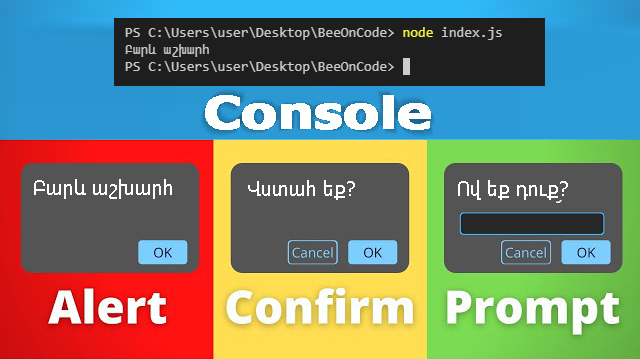 PS C:\Users\user\Desktop\BeeOnCode> node index.js
Բարև աշխարհ
PS C:\Users\user\Desktop\BeeOnCode>
Console
Բարև աշխարհ
OK
Alert
Վստահ եք?
Cancel OK
Confirm
Ով եք դուք?
Cancel OK
Prompt